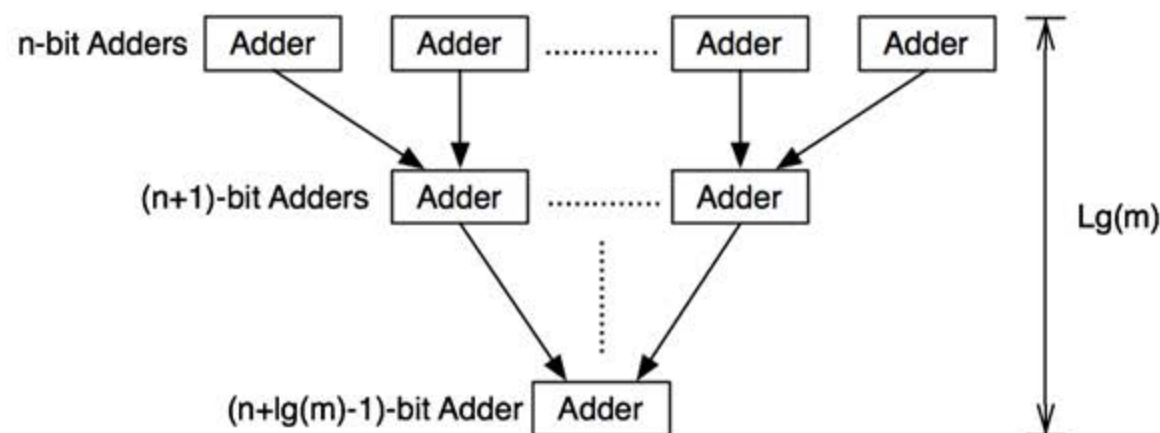 n-bit Adders Adder Adder Adder Adder
(n+1)-bit Adders Adder Adder
Lg(m)
(n+lg(m)-1)-bit Adder Adder